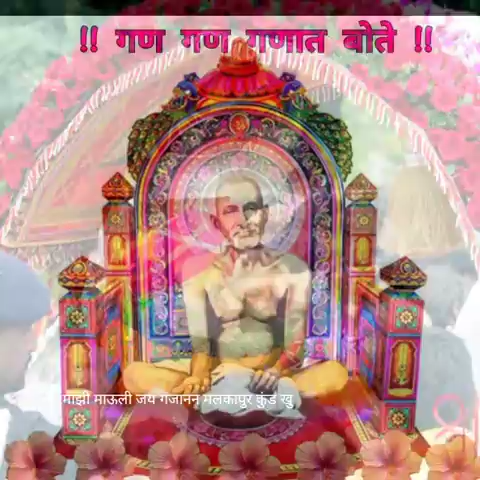 !! गण गण गणात बोते !!
माझी माऊली जय गजानन मलकापुर कुंड खु